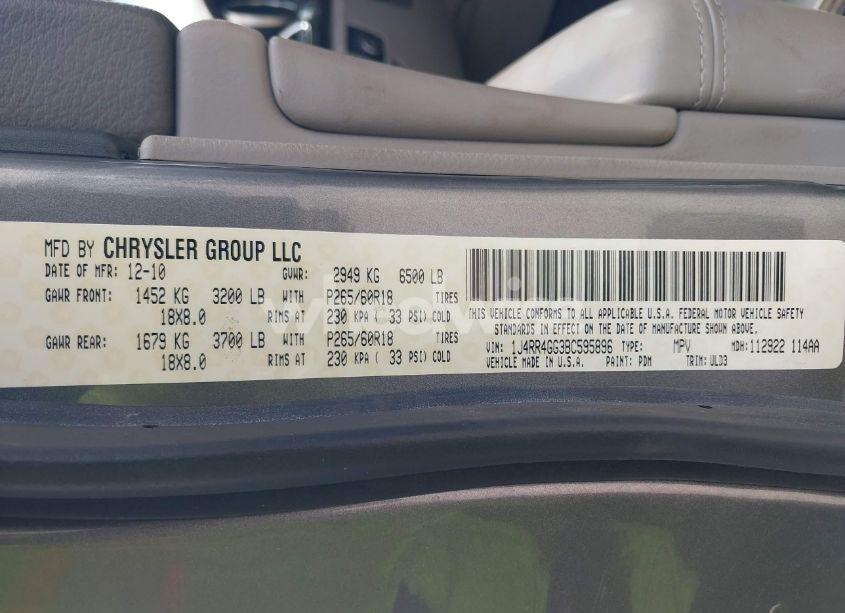 MFD BY CHRYSLER GROUP LLC
DATE OF MFR: 12-10 GVWR: 2949 KG 6500 LB
GAWR FRONT: 1452 KG 3200 LB WITH P265/60R18 TIRES
18X8.0 RIMS AT 230 KPA ( 33 PSI) COLD
GAWR REAR: 1679 KG 3700 LB WITH P265/60R18 TIRES
18X8.0 RIMS AT 230 KPA ( 33 PSI) COLD
THIS VEHICLE CONFORMS TO ALL APPLICABLE U.S.A. FEDERAL MOTOR VEHICLE SAFETY
STANDARDS IN EFFECT ON THE DATE OF MANUFACTURE SHOWN ABOVE.
VIN: 1J4RR4GG3BC595896 TYPE: MPV MDH: 112922 114AA
VEHICLE MADE IN U.S.A. PAINT: PDM TRIM: ULD3